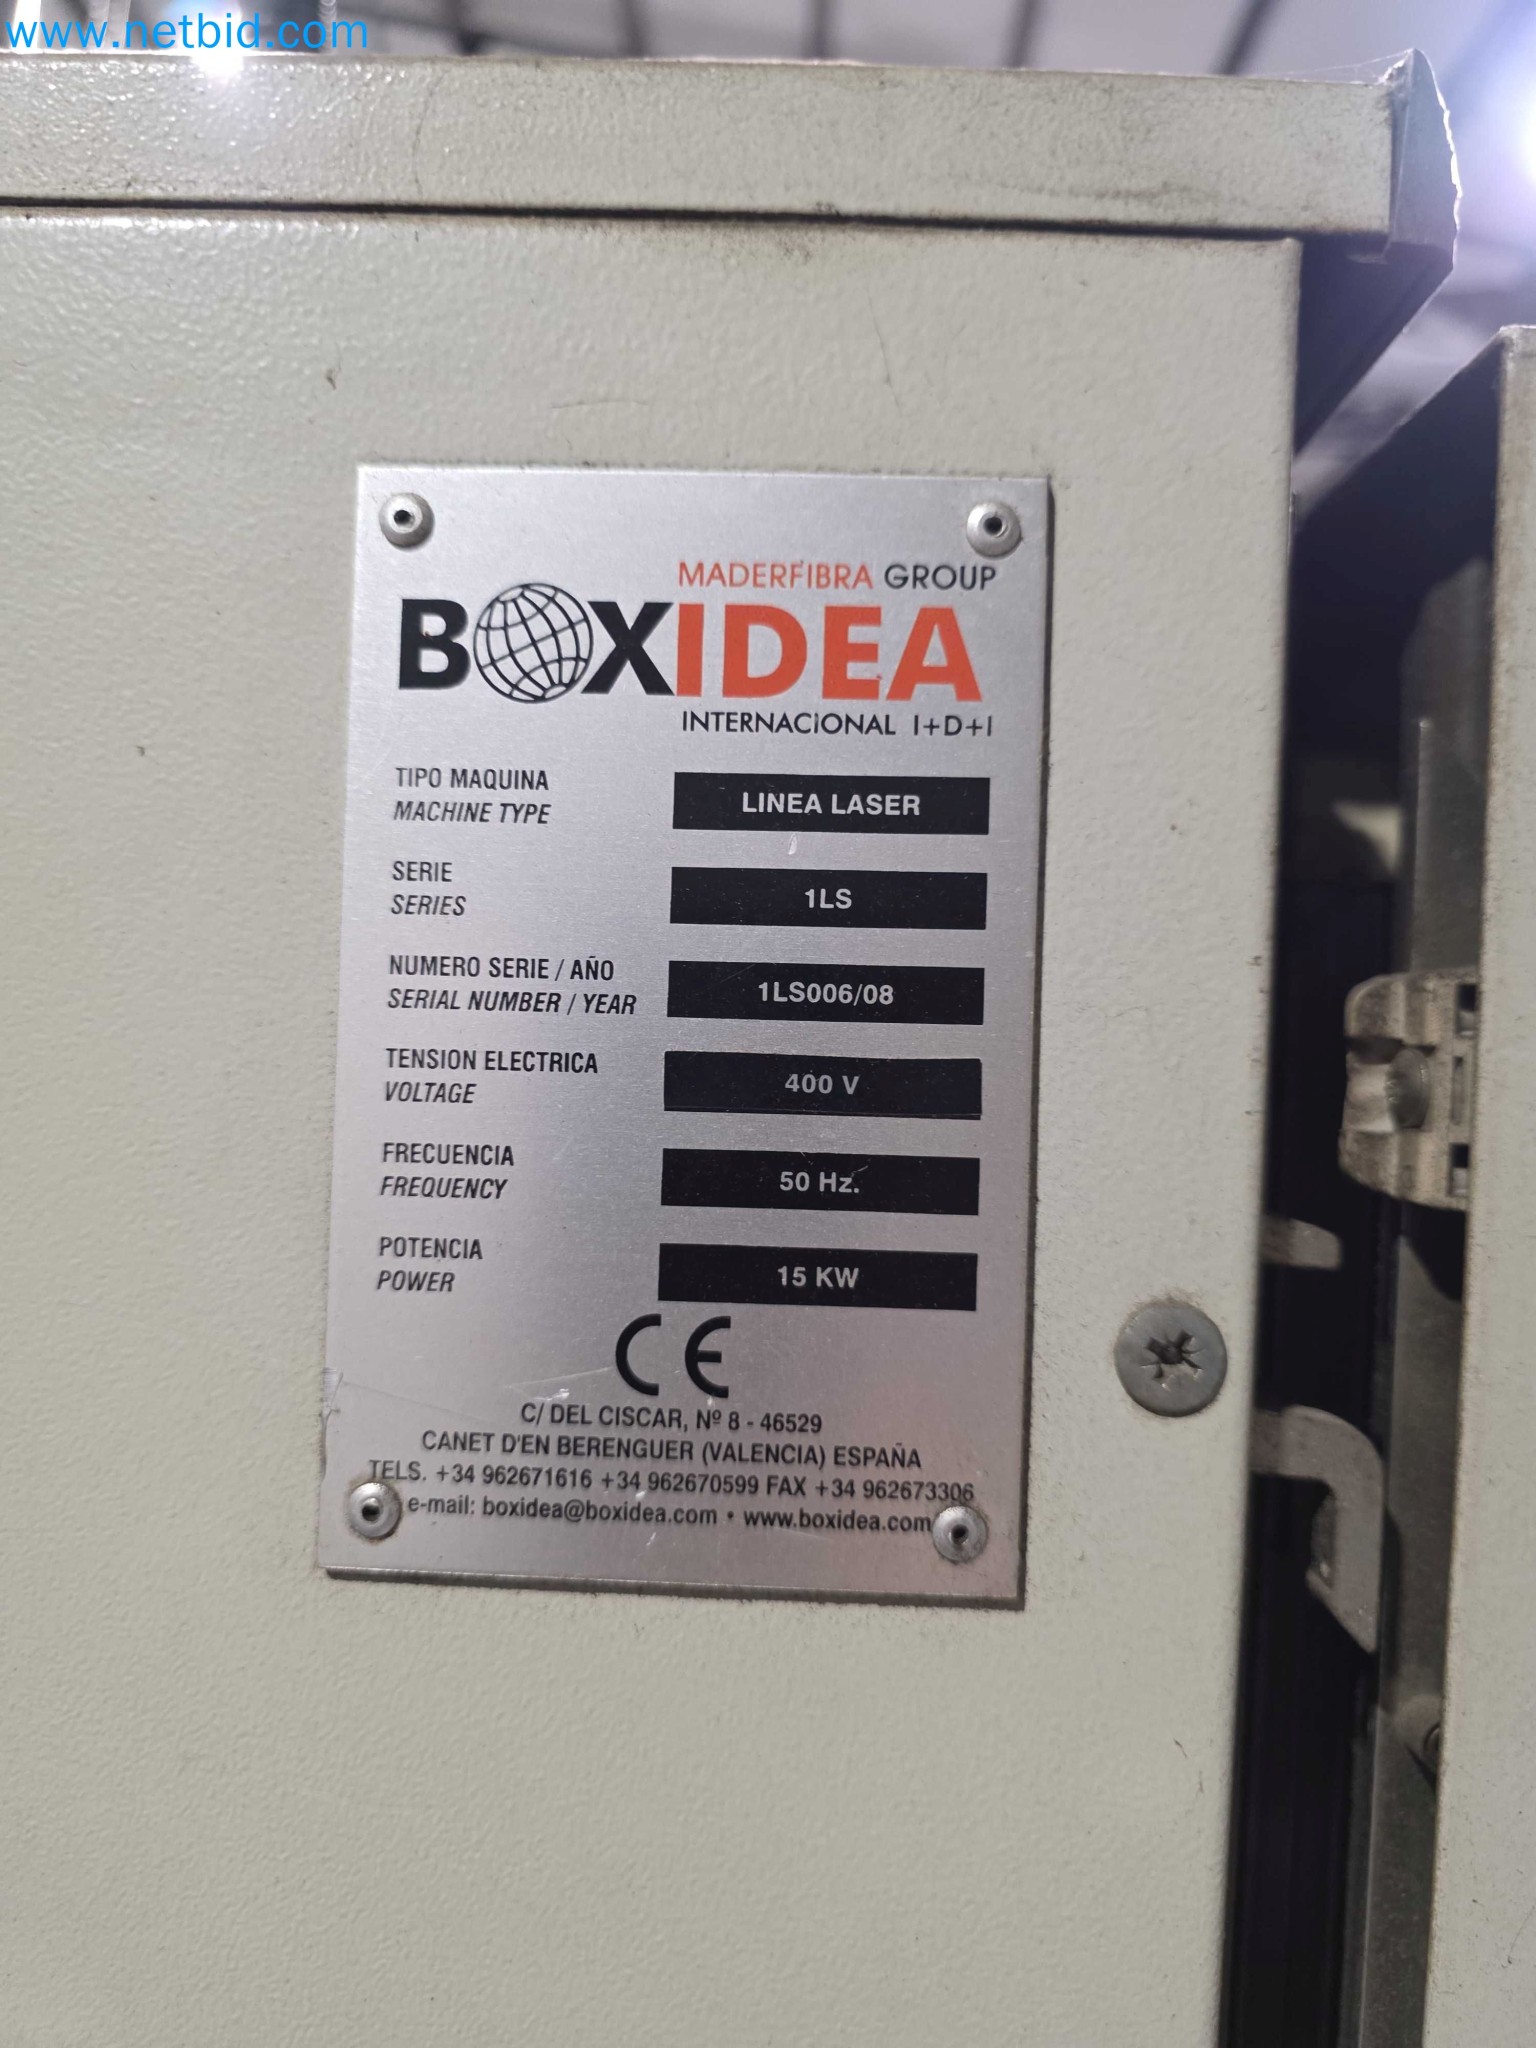 www.netbid.com
MADERFIBRA GROUP
BOXIDEA
INTERNACIONAL I+D+I
TIPO MAQUINA
MACHINE TYPE
LINEA LASER
SERIE
SERIES
1LS
NUMERO SERIE / AÑO
SERIAL NUMBER / YEAR
1LS006/08
TENSION ELECTRICA
VOLTAGE
400 V
FRECUENCIA
FREQUENCY
50 Hz.
POTENCIA
POWER
15 KW
CE
C/ DEL CISCAR, Nº 8 - 46529
CANET D'EN BERENGUER (VALENCIA) ESPAÑA
TELS. +34 962671616 +34 962670599 FAX +34 962673306
e-mail: boxidea@boxidea.com • www.boxidea.com